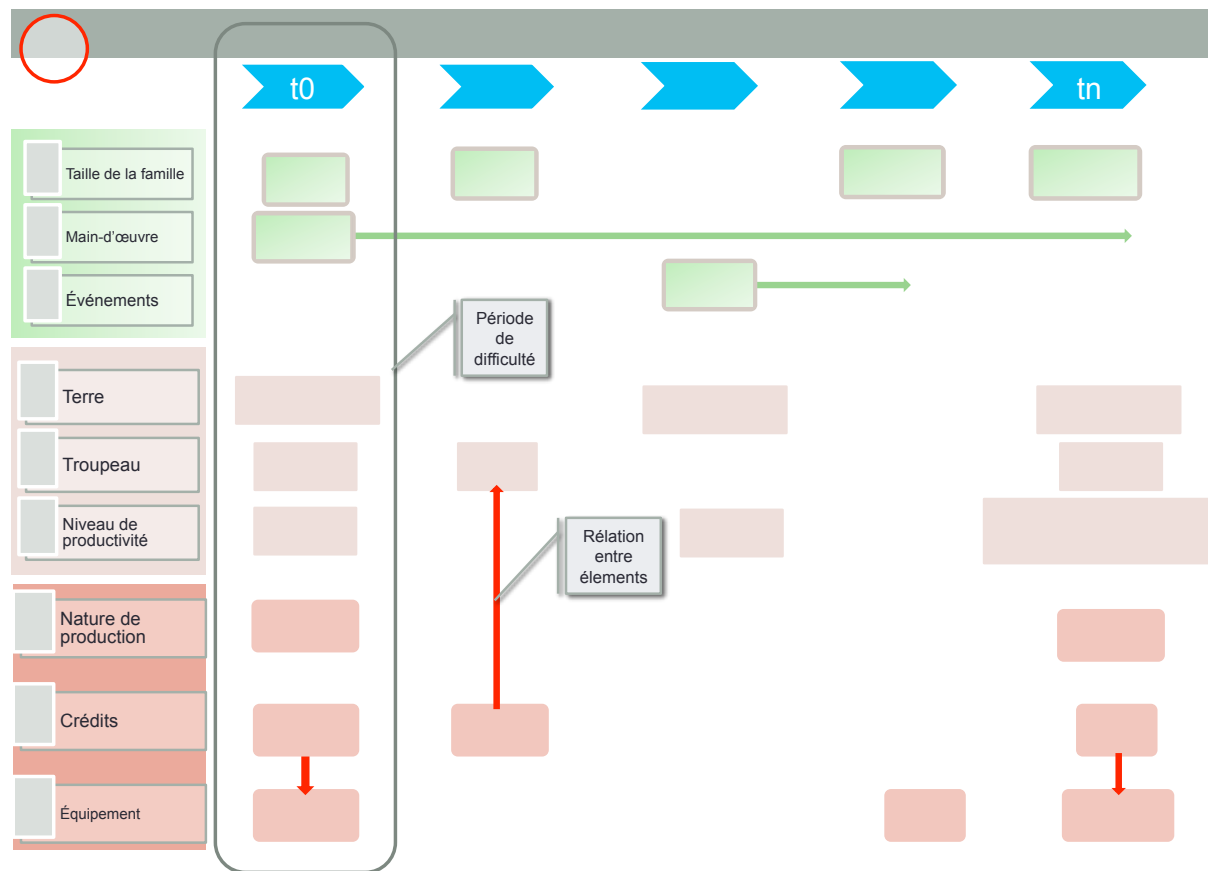 t0
tn
Taille de la famille
Main-d'œuvre
Événements
Période
de
difficulté
Terre
Troupeau
Niveau de
productivité
Rélation
entre
élements
Nature de
production
Crédits
Équipement